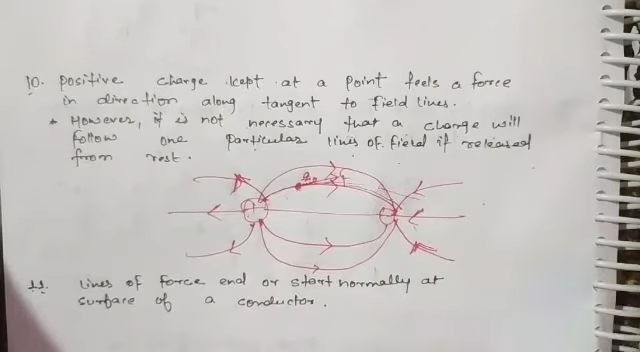 10. positive charge kept at a point feels a force
in direction along tangent to field lines.
* However, it is not necessarry that a charge will
follow one particular lines of field if released
from rest.
11. Lines of force end or start normally at
surface of a conductor.